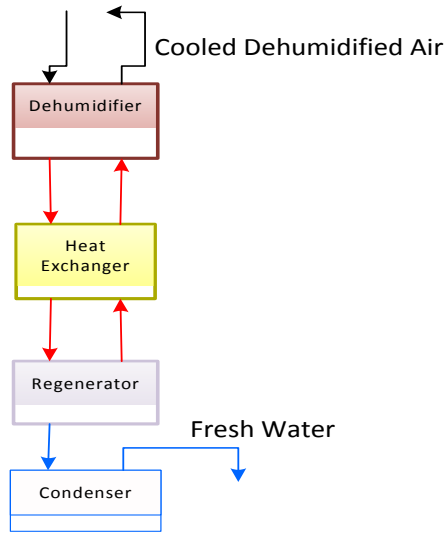 Cooled Dehumidified Air
Dehumidifier
Heat
Exchanger
Regenerator
Fresh Water
Condenser